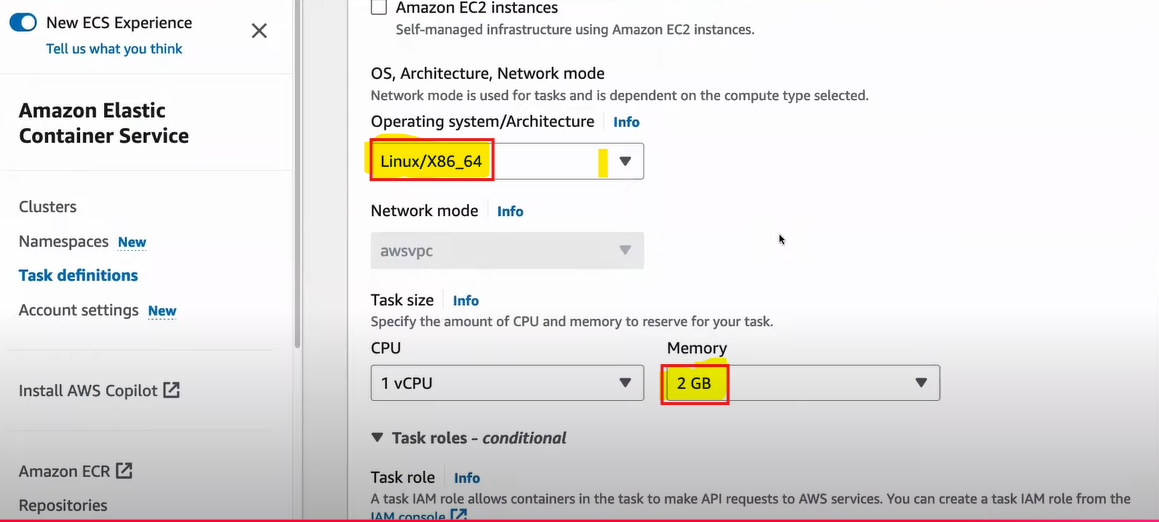 New ECS Experience
Tell us what you think
Amazon Elastic
Container Service
Clusters
Namespaces New
Task definitions
Account settings New
Install AWS Copilot
Amazon ECR
Repositories
Amazon EC2 instances
Self-managed infrastructure using Amazon EC2 instances.
OS, Architecture, Network mode
Network mode is used for tasks and is dependent on the compute type selected.
Operating system/Architecture Info
Linux/X86_64
Network mode Info
awsvpc
Task size Info
Specify the amount of CPU and memory to reserve for your task.
CPU Memory
1 vCPU 2 GB
Task roles - conditional
Task role Info
A task IAM role allows containers in the task to make API requests to AWS services. You can create a task IAM role from the
IAM console